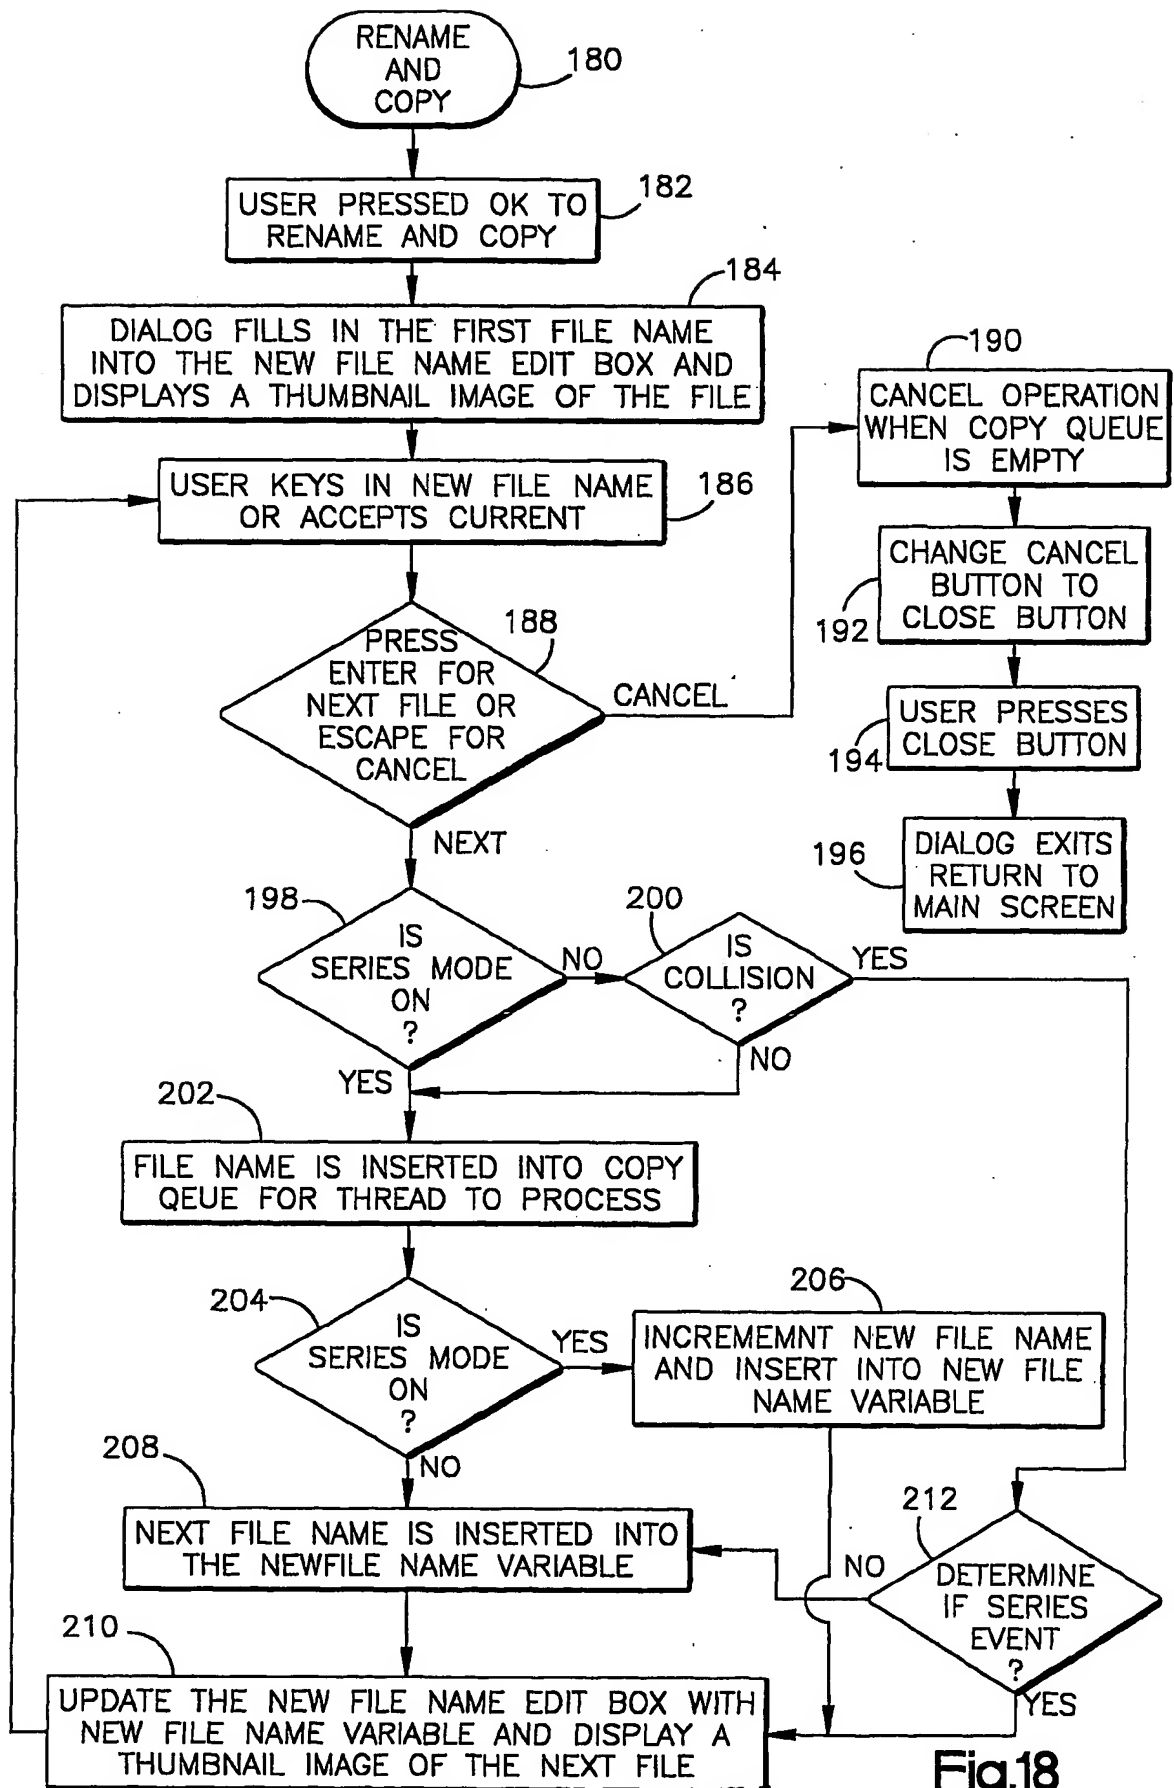 RENAME
AND
COPY
180
USER PRESSED OK TO
RENAME AND COPY
182
DIALOG FILLS IN THE FIRST FILE NAME
INTO THE NEW FILE NAME EDIT BOX AND
DISPLAYS A THUMBNAIL IMAGE OF THE FILE
184
USER KEYS IN NEW FILE NAME
OR ACCEPTS CURRENT
186
PRESS
ENTER FOR
NEXT FILE OR
ESCAPE FOR
CANCEL
188
CANCEL
NEXT
190
CANCEL OPERATION
WHEN COPY QUEUE
IS EMPTY
CHANGE CANCEL
BUTTON TO
CLOSE BUTTON
192
USER PRESSES
CLOSE BUTTON
194
DIALOG EXITS
RETURN TO
MAIN SCREEN
196
198
IS
SERIES MODE
ON
?
NO
YES
200
IS
COLLISION
?
YES
NO
202
FILE NAME IS INSERTED INTO COPY
QEUE FOR THREAD TO PROCESS
204
IS
SERIES MODE
ON
?
YES
NO
206
INCREMEMNT NEW FILE NAME
AND INSERT INTO NEW FILE
NAME VARIABLE
208
NEXT FILE NAME IS INSERTED INTO
THE NEWFILE NAME VARIABLE
212
DETERMINE
IF SERIES
EVENT
?
NO
YES
210
UPDATE THE NEW FILE NAME EDIT BOX WITH
NEW FILE NAME VARIABLE AND DISPLAY A
THUMBNAIL IMAGE OF THE NEXT FILE
Fig.18